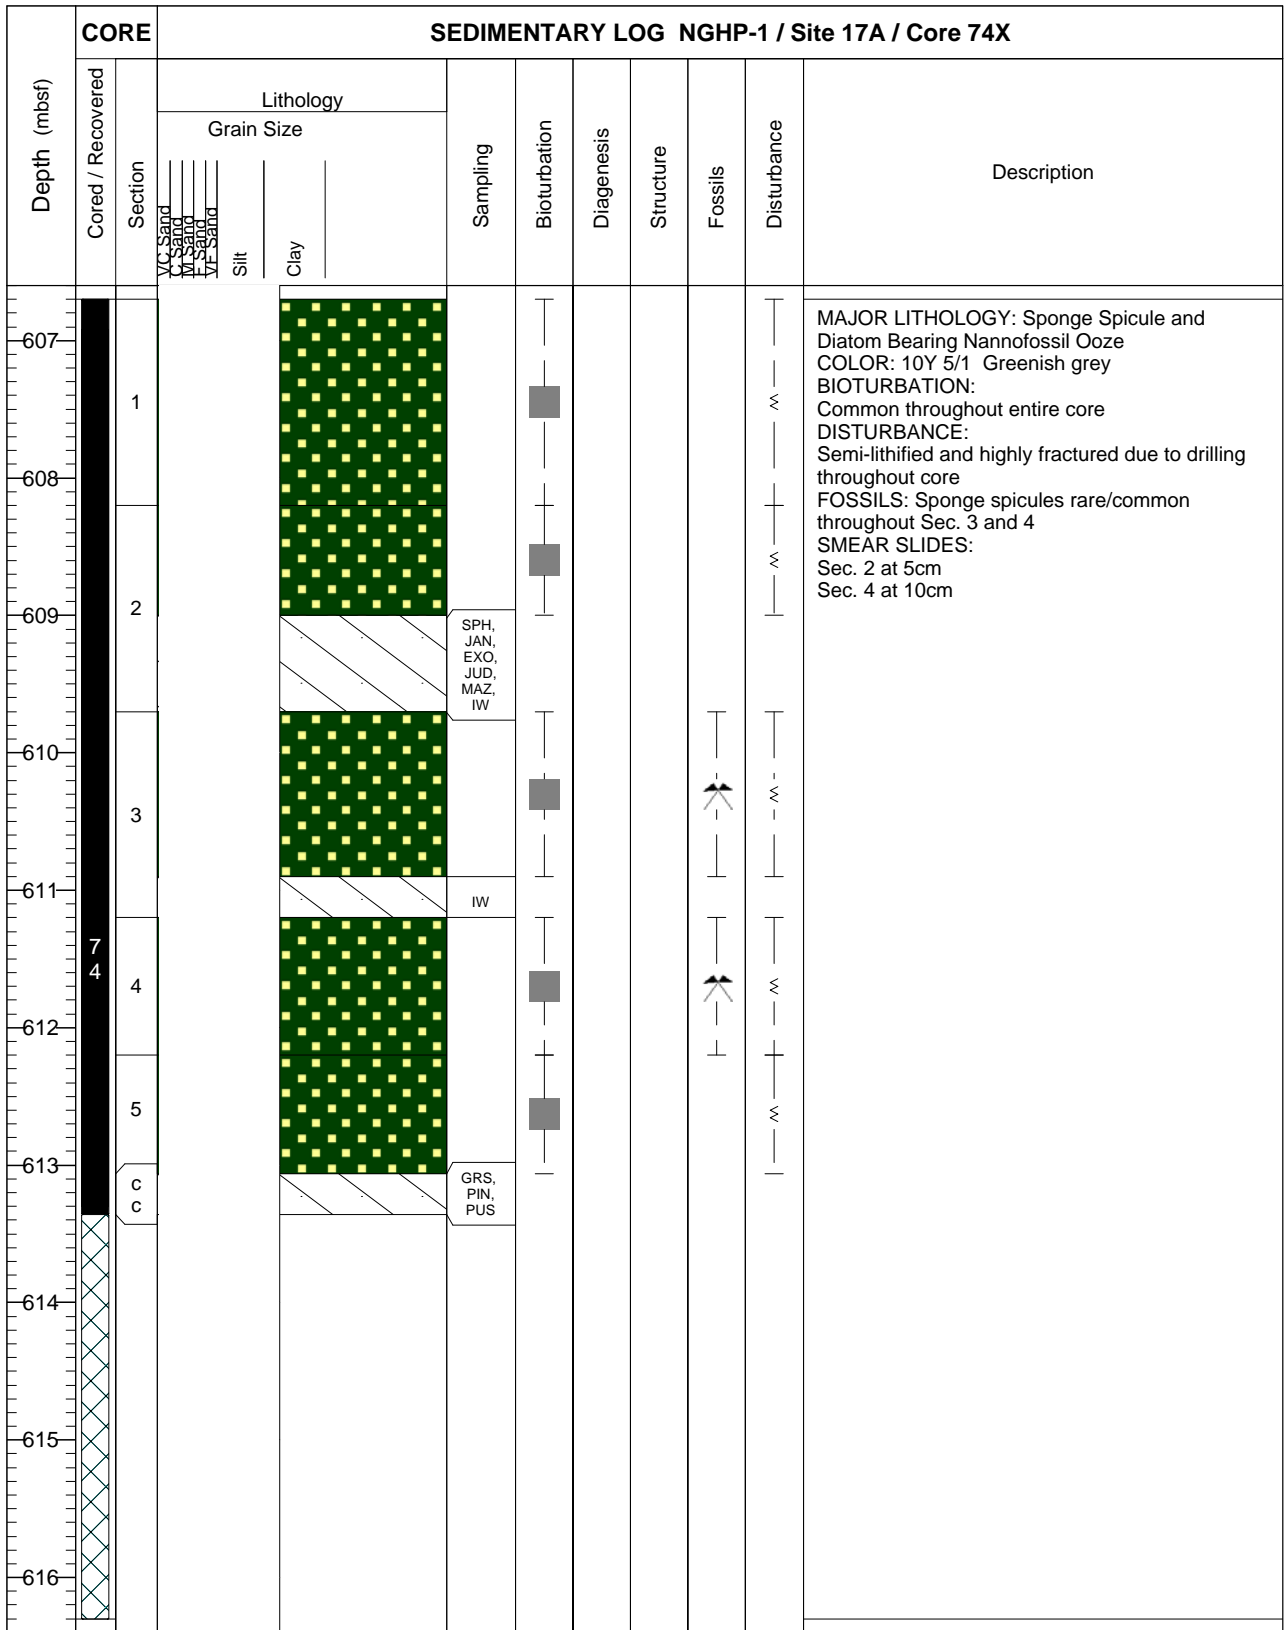 CORE
SEDIMENTARY LOG NGHP-1 / Site 17A / Core 74X
Depth (mbsf)
Cored / Recovered
Section
Lithology
Grain Size
VC Sand
C Sand
M Sand
F Sand
VF Sand
Silt
Clay
Sampling
Bioturbation
Diagenesis
Structure
Fossils
Disturbance
Description
607
608
609
610
611
612
613
614
615
616
7
4
1
2
3
4
5
C
C
SPH,
JAN,
EXO,
JUD,
MAZ,
IW
IW
GRS,
PIN,
PUS
MAJOR LITHOLOGY: Sponge Spicule and
Diatom Bearing Nannofossil Ooze
COLOR: 10Y 5/1 Greenish grey
BIOTURBATION:
Common throughout entire core
DISTURBANCE:
Semi-lithified and highly fractured due to drilling
throughout core
FOSSILS: Sponge spicules rare/common
throughout Sec. 3 and 4
SMEAR SLIDES:
Sec. 2 at 5cm
Sec. 4 at 10cm